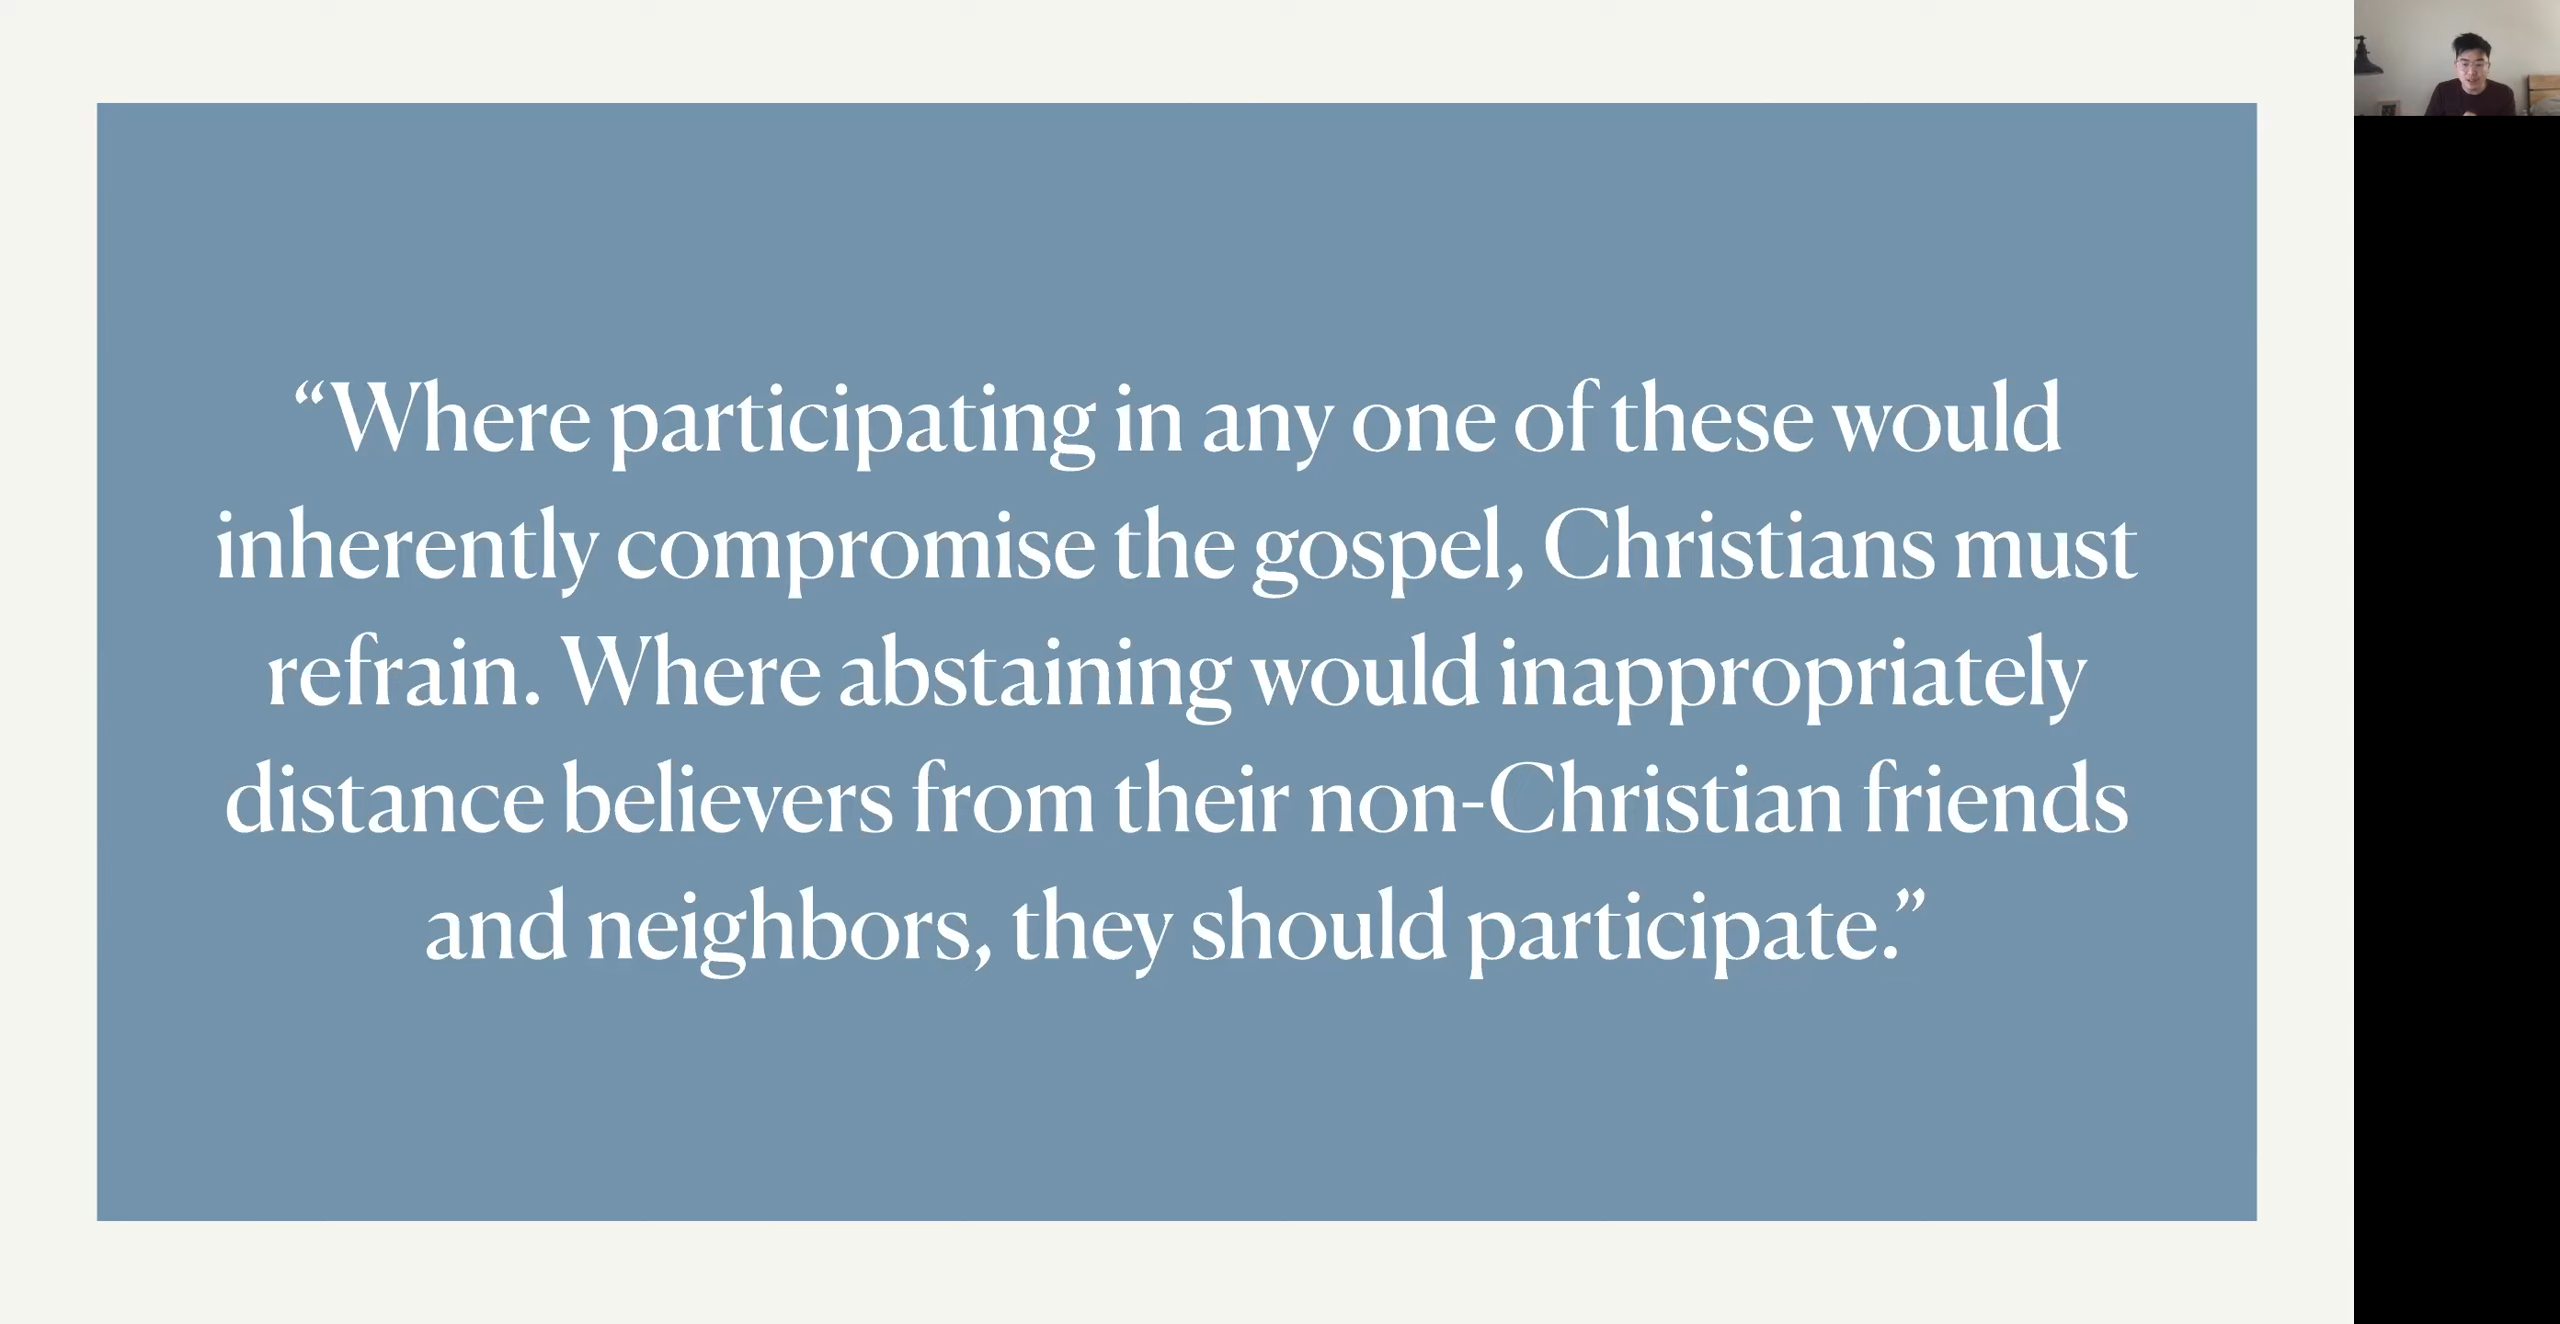 “Where participating in any one of these would
inherently compromise the gospel, Christians must
refrain. Where abstaining would inappropriately
distance believers from their non-Christian friends
and neighbors, they should participate.”